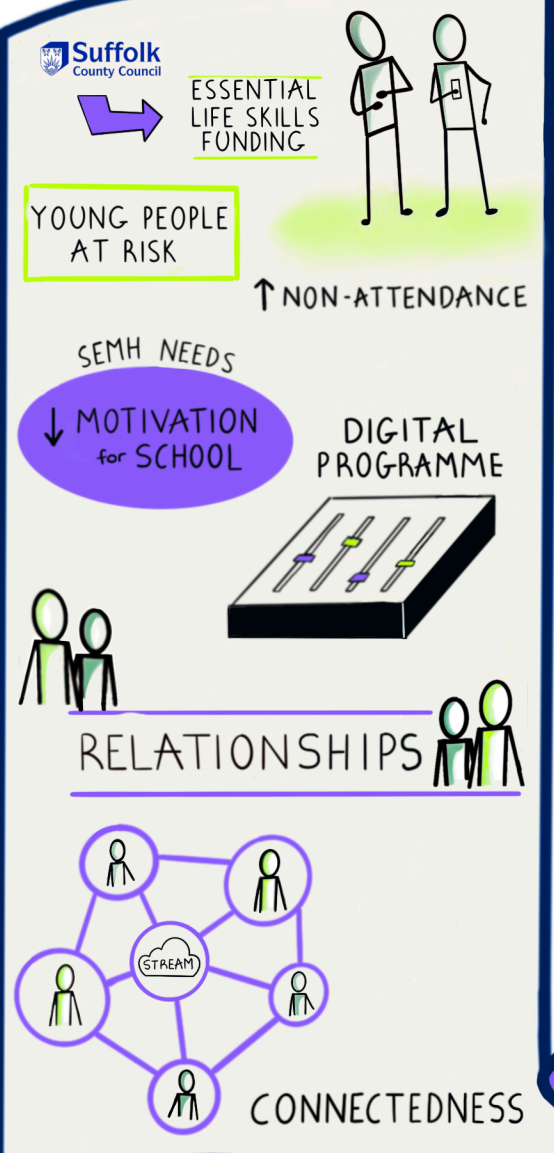 Suffolk
County Council
ESSENTIAL
LIFE SKILLS
FUNDING
YOUNG PEOPLE
AT RISK
↑ NON-ATTENDANCE
SEMH NEEDS
↓ MOTIVATION
for SCHOOL
DIGITAL
PROGRAMME
RELATIONSHIPS
STREAM
CONNECTEDNESS